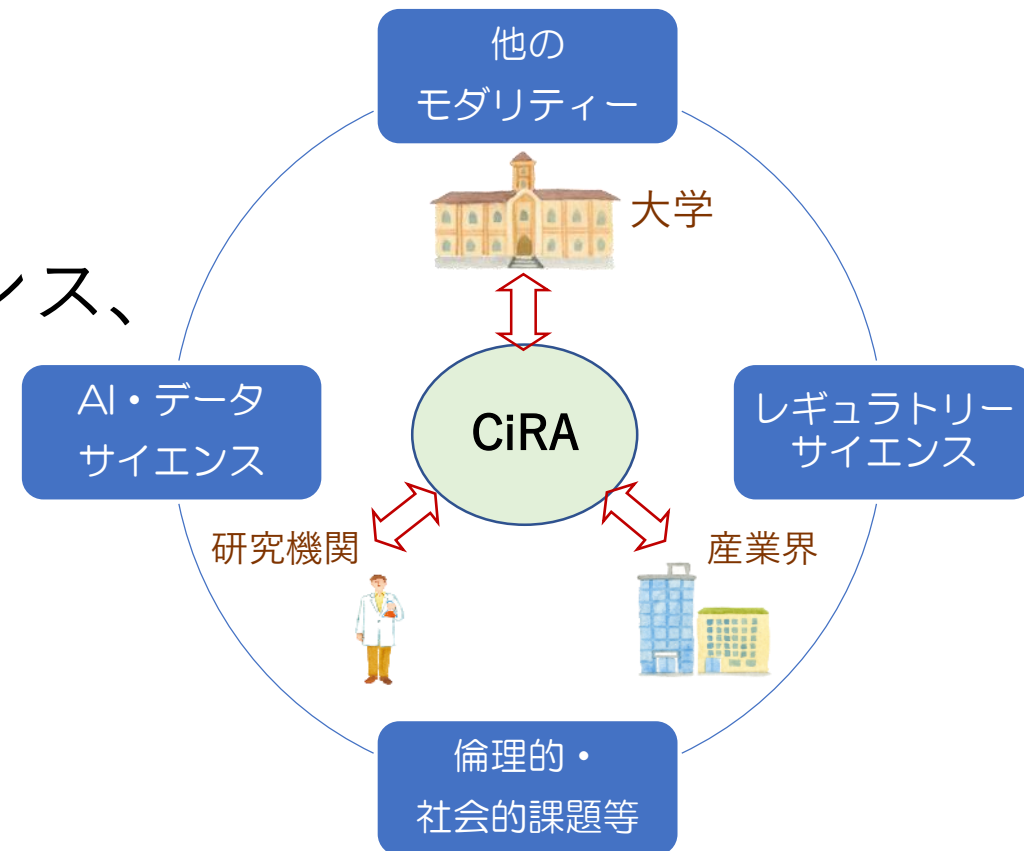 他の
モダリティー
大学
ンス、
AI・データ
サイエンス
CiRA
レギュラトリー
サイエンス
研究機関
産業界
倫理的・
社会的課題等